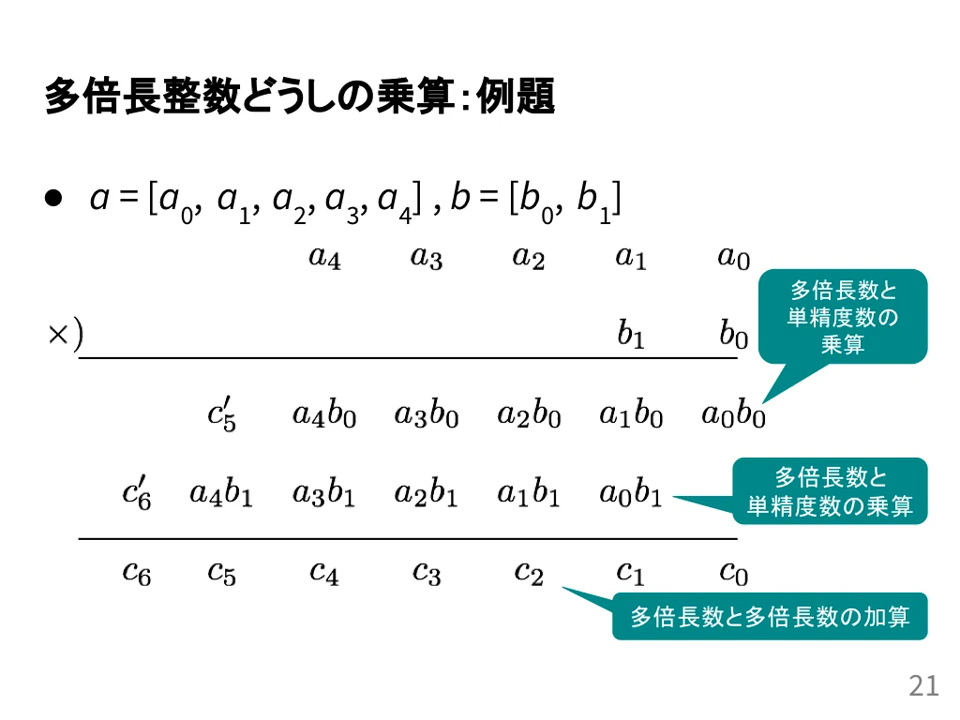 多倍長整数どうしの乗算：例題
● a = [a₀, a₁, a₂, a₃, a₄] , b = [b₀, b₁]
a₄ a₃ a₂ a₁ a₀
×) b₁ b₀
多倍長数と
単精度数の
乗算
c′₅ a₄b₀ a₃b₀ a₂b₀ a₁b₀ a₀b₀
c′₆ a₄b₁ a₃b₁ a₂b₁ a₁b₁ a₀b₁
多倍長数と
単精度数の乗算
c₆ c₅ c₄ c₃ c₂ c₁ c₀
多倍長数と多倍長数の加算
21